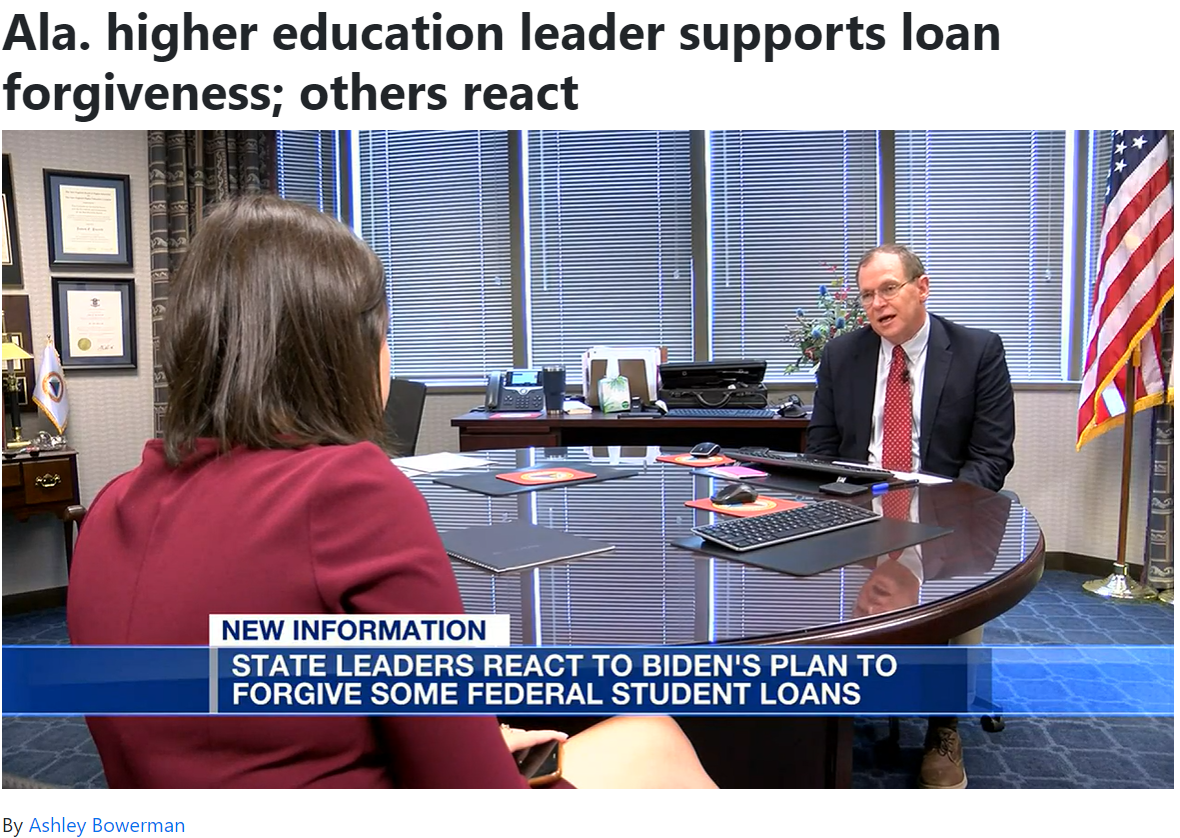 Ala. higher education leader supports loan
forgiveness; others react
NEW INFORMATION
STATE LEADERS REACT TO BIDEN'S PLAN TO
FORGIVE SOME FEDERAL STUDENT LOANS
By Ashley Bowerman